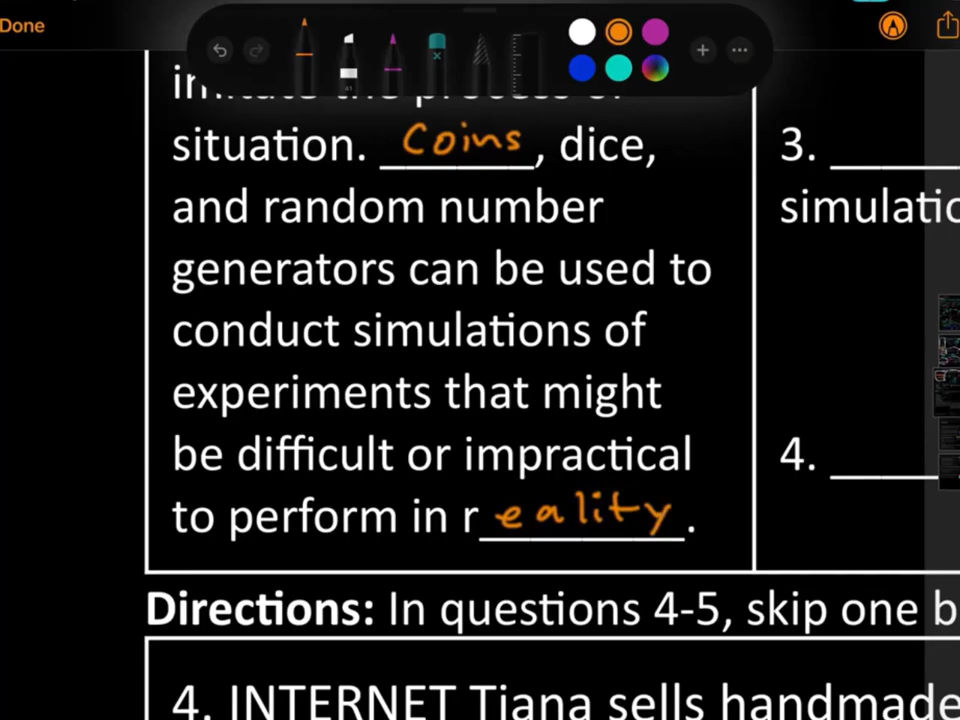 Done
situation. Coins, dice,
and random number
generators can be used to
conduct simulations of
experiments that might
be difficult or impractical
to perform in reality.
3.
simulatio
4.
Directions: In questions 4-5, skip one b
4. INTERNET Tiana sells handmade